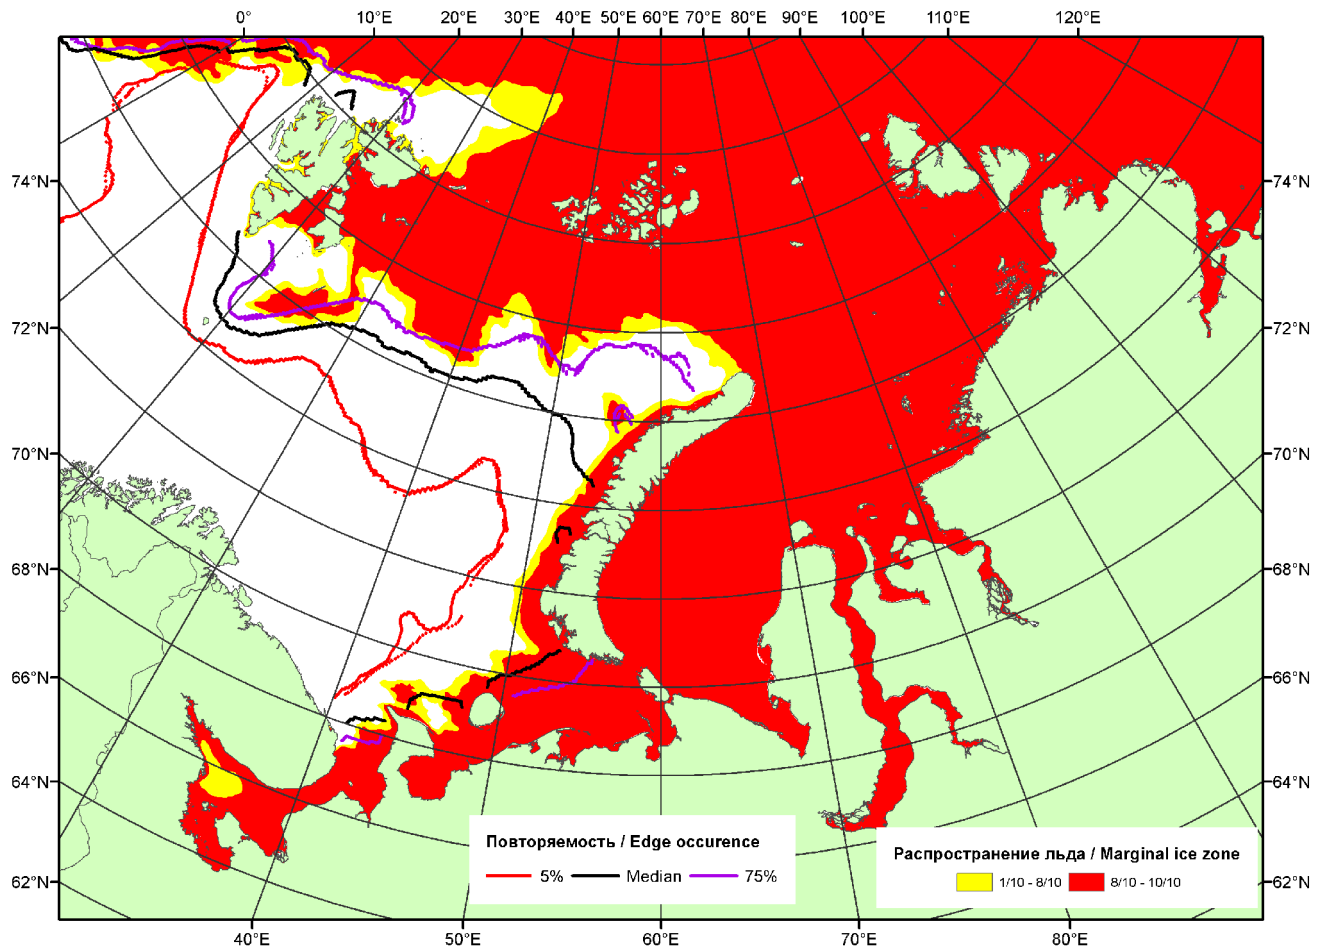 0° 10°E 20°E 30°E 40°E 50°E 60°E 70°E 80°E 90°E 100°E 110°E 120°E
74°N 74°N
72°N 72°N
70°N 70°N
68°N 68°N
66°N 66°N
64°N 64°N
62°N 62°N
Повторяемость / Edge occurence
5% Median 75%
Распространение льда / Marginal ice zone
1/10 - 8/10 8/10 - 10/10
40°E 50°E 60°E 70°E 80°E